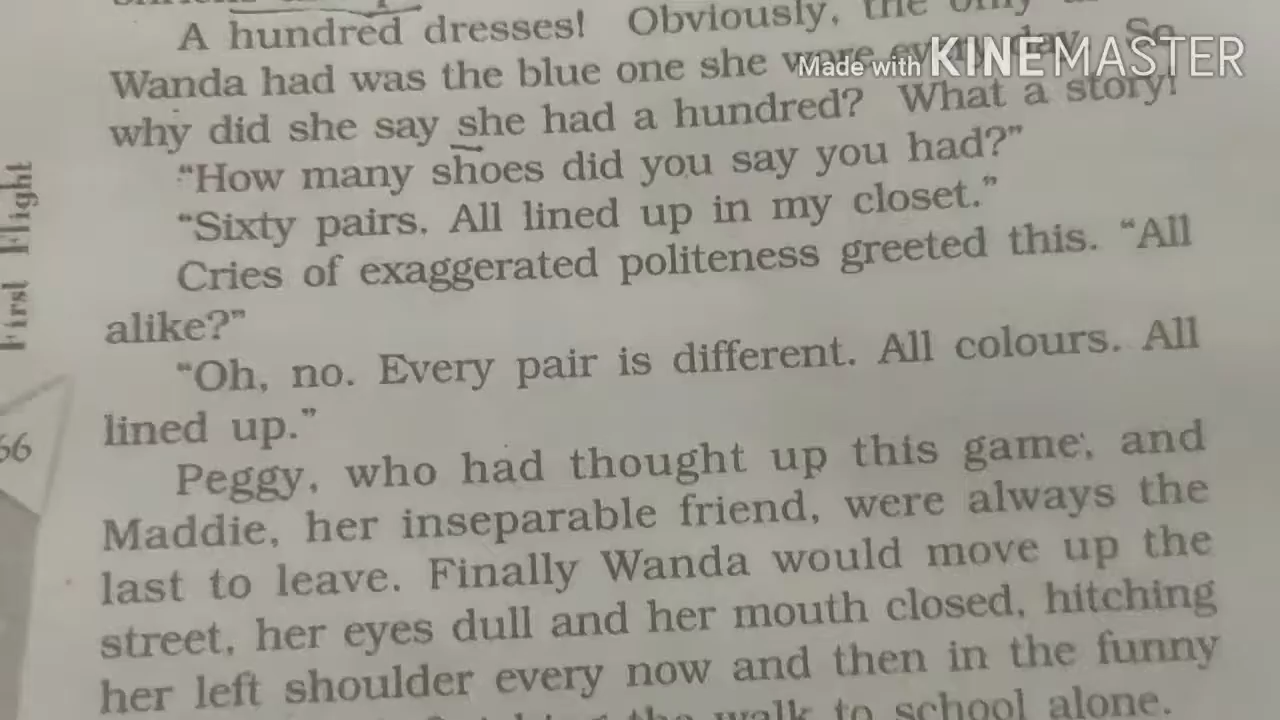 A hundred dresses! Obviously, the only
Wanda had was the blue one she wore everyday. So
why did she say she had a hundred? What a story!
"How many shoes did you say you had?"
"Sixty pairs. All lined up in my closet."
Cries of exaggerated politeness greeted this. "All
alike?"
"Oh, no. Every pair is different. All colours. All
lined up."
Peggy, who had thought up this game, and
Maddie, her inseparable friend, were always the
last to leave. Finally Wanda would move up the
street, her eyes dull and her mouth closed, hitching
her left shoulder every now and then in the funny
the walk to school alone.
First Flight
66
Made with KINEMASTER